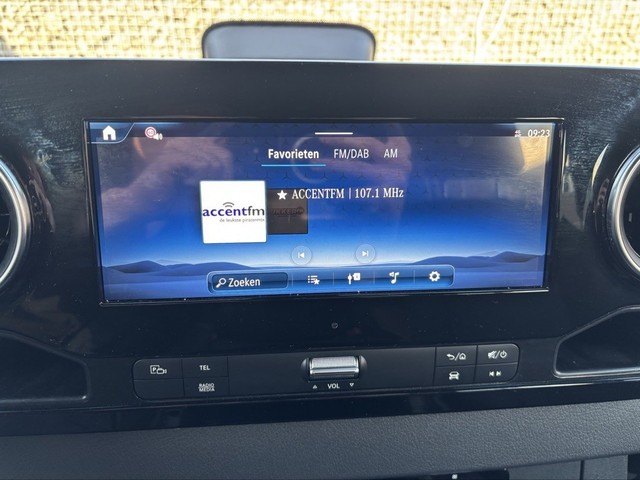 09:23
Favorieten FM/DAB AM
accentfm
ACCENTFM | 107.1 MHz
Zoeken
P
TEL
RADIO
MEDIA
VOL